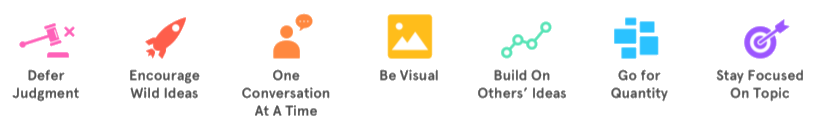 Defer
Judgment
Encourage
Wild Ideas
One
Conversation
At A Time
Be Visual
Build On
Others' Ideas
Go for
Quantity
Stay Focused
On Topic